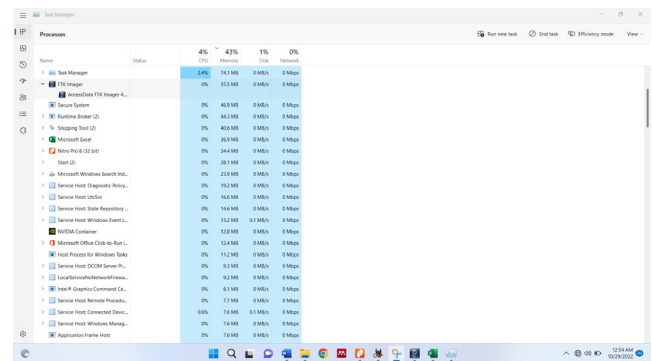 Task Manager
Processes
Run new task End task Efficiency mode View
4% 43% 1% 0%
Name Status CPU Memory Disk Network
Task Manager 2.4% 74.1 MB 0 MB/s 0 Mbps
FTK Imager 0% 55.5 MB 0 MB/s 0 Mbps
AccessData FTK Imager 4...
Secure System 0% 46.9 MB 0 MB/s 0 Mbps
Runtime Broker (2) 0% 44.3 MB 0 MB/s 0 Mbps
Snipping Tool (2) 0% 40.6 MB 0 MB/s 0 Mbps
Microsoft Excel 0% 36.9 MB 0 MB/s 0 Mbps
Nitro Pro 8 (32 bit) 0% 34.4 MB 0 MB/s 0 Mbps
Start (2) 0% 28.1 MB 0 MB/s 0 Mbps
Microsoft Windows Search Ind... 0% 23.9 MB 0 MB/s 0 Mbps
Service Host: Diagnostic Policy... 0% 19.2 MB 0 MB/s 0 Mbps
Service Host: UtcSvc 0% 16.6 MB 0 MB/s 0 Mbps
Service Host: State Repository ... 0% 14.6 MB 0 MB/s 0 Mbps
Service Host: Windows Event L... 0% 13.2 MB 0.1 MB/s 0 Mbps
NVIDIA Container 0% 12.8 MB 0 MB/s 0 Mbps
Microsoft Office Click-to-Run (... 0% 12.4 MB 0 MB/s 0 Mbps
Host Process for Windows Tasks 0% 11.2 MB 0 MB/s 0 Mbps
Service Host: DCOM Server Pr... 0% 9.3 MB 0 MB/s 0 Mbps
LocalServiceNoNetworkFirewa... 0% 9.2 MB 0 MB/s 0 Mbps
Intel® Graphics Command Ce... 0% 8.1 MB 0 MB/s 0 Mbps
Service Host: Remote Procedu... 0% 7.7 MB 0 MB/s 0 Mbps
Service Host: Connected Devic... 0.6% 7.6 MB 0.1 MB/s 0 Mbps
Service Host: Windows Manag... 0% 7.6 MB 0 MB/s 0 Mbps
Application Frame Host 0% 7.6 MB 0 MB/s 0 Mbps
12:54 AM
10/29/2022